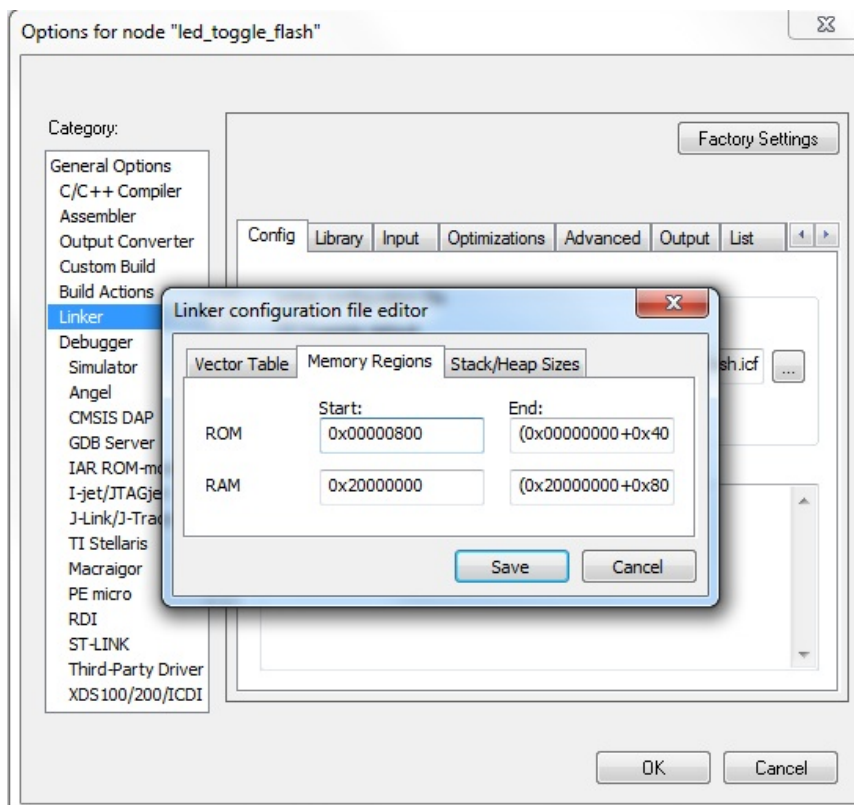 Options for node "led_toggle_flash"
Category:
Factory Settings
General Options
C/C++ Compiler
Assembler
Output Converter
Custom Build
Build Actions
Linker
Debugger
Simulator
Angel
CMSIS DAP
GDB Server
IAR ROM-mo
I-jet/JTAGje
J-Link/J-Trac
TI Stellaris
Macraigor
PE micro
RDI
ST-LINK
Third-Party Driver
XDS100/200/ICDI
Config Library Input Optimizations Advanced Output List
sh.icf ...
Linker configuration file editor
Vector Table Memory Regions Stack/Heap Sizes
Start: End:
ROM 0x00000800 (0x00000000+0x40
RAM 0x20000000 (0x20000000+0x80
Save Cancel
OK Cancel